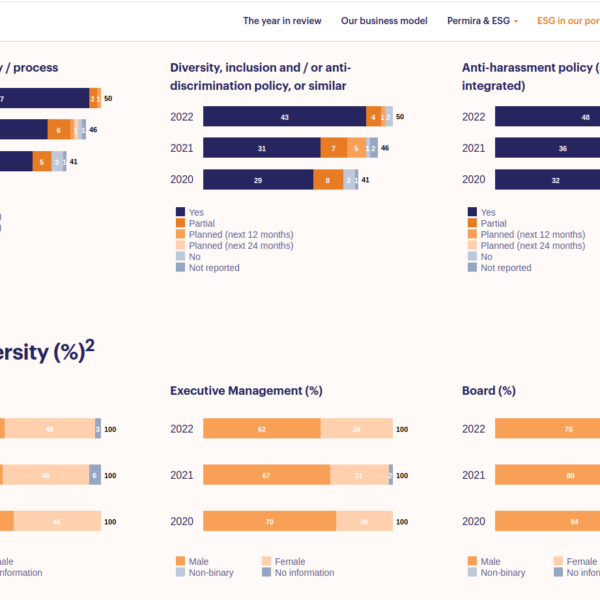 The year in review Our business model Permira & ESG ESG in our por
y / process
7 2 1 50
6 1 1 46
5 3 1 41
Diversity, inclusion and / or anti-
discrimination policy, or similar
2022 43 4 1 2 50
2021 31 7 5 1 2 46
2020 29 8 3 1 41
Yes
Partial
Planned (next 12 months)
Planned (next 24 months)
No
Not reported
Anti-harassment policy (
integrated)
2022 48
2021 36
2020 32
Yes
Partial
Planned (next 12 months)
Planned (next 24 months)
No
Not reported
ersity (%)2
48 3 100
46 6 100
46 100
ale
nformation
Executive Management (%)
2022 62 38 100
2021 67 31 2 100
2020 70 30 100
Male Female
Non-binary No information
Board (%)
2022 78
2021 80
2020 84
Male Female
Non-binary No info